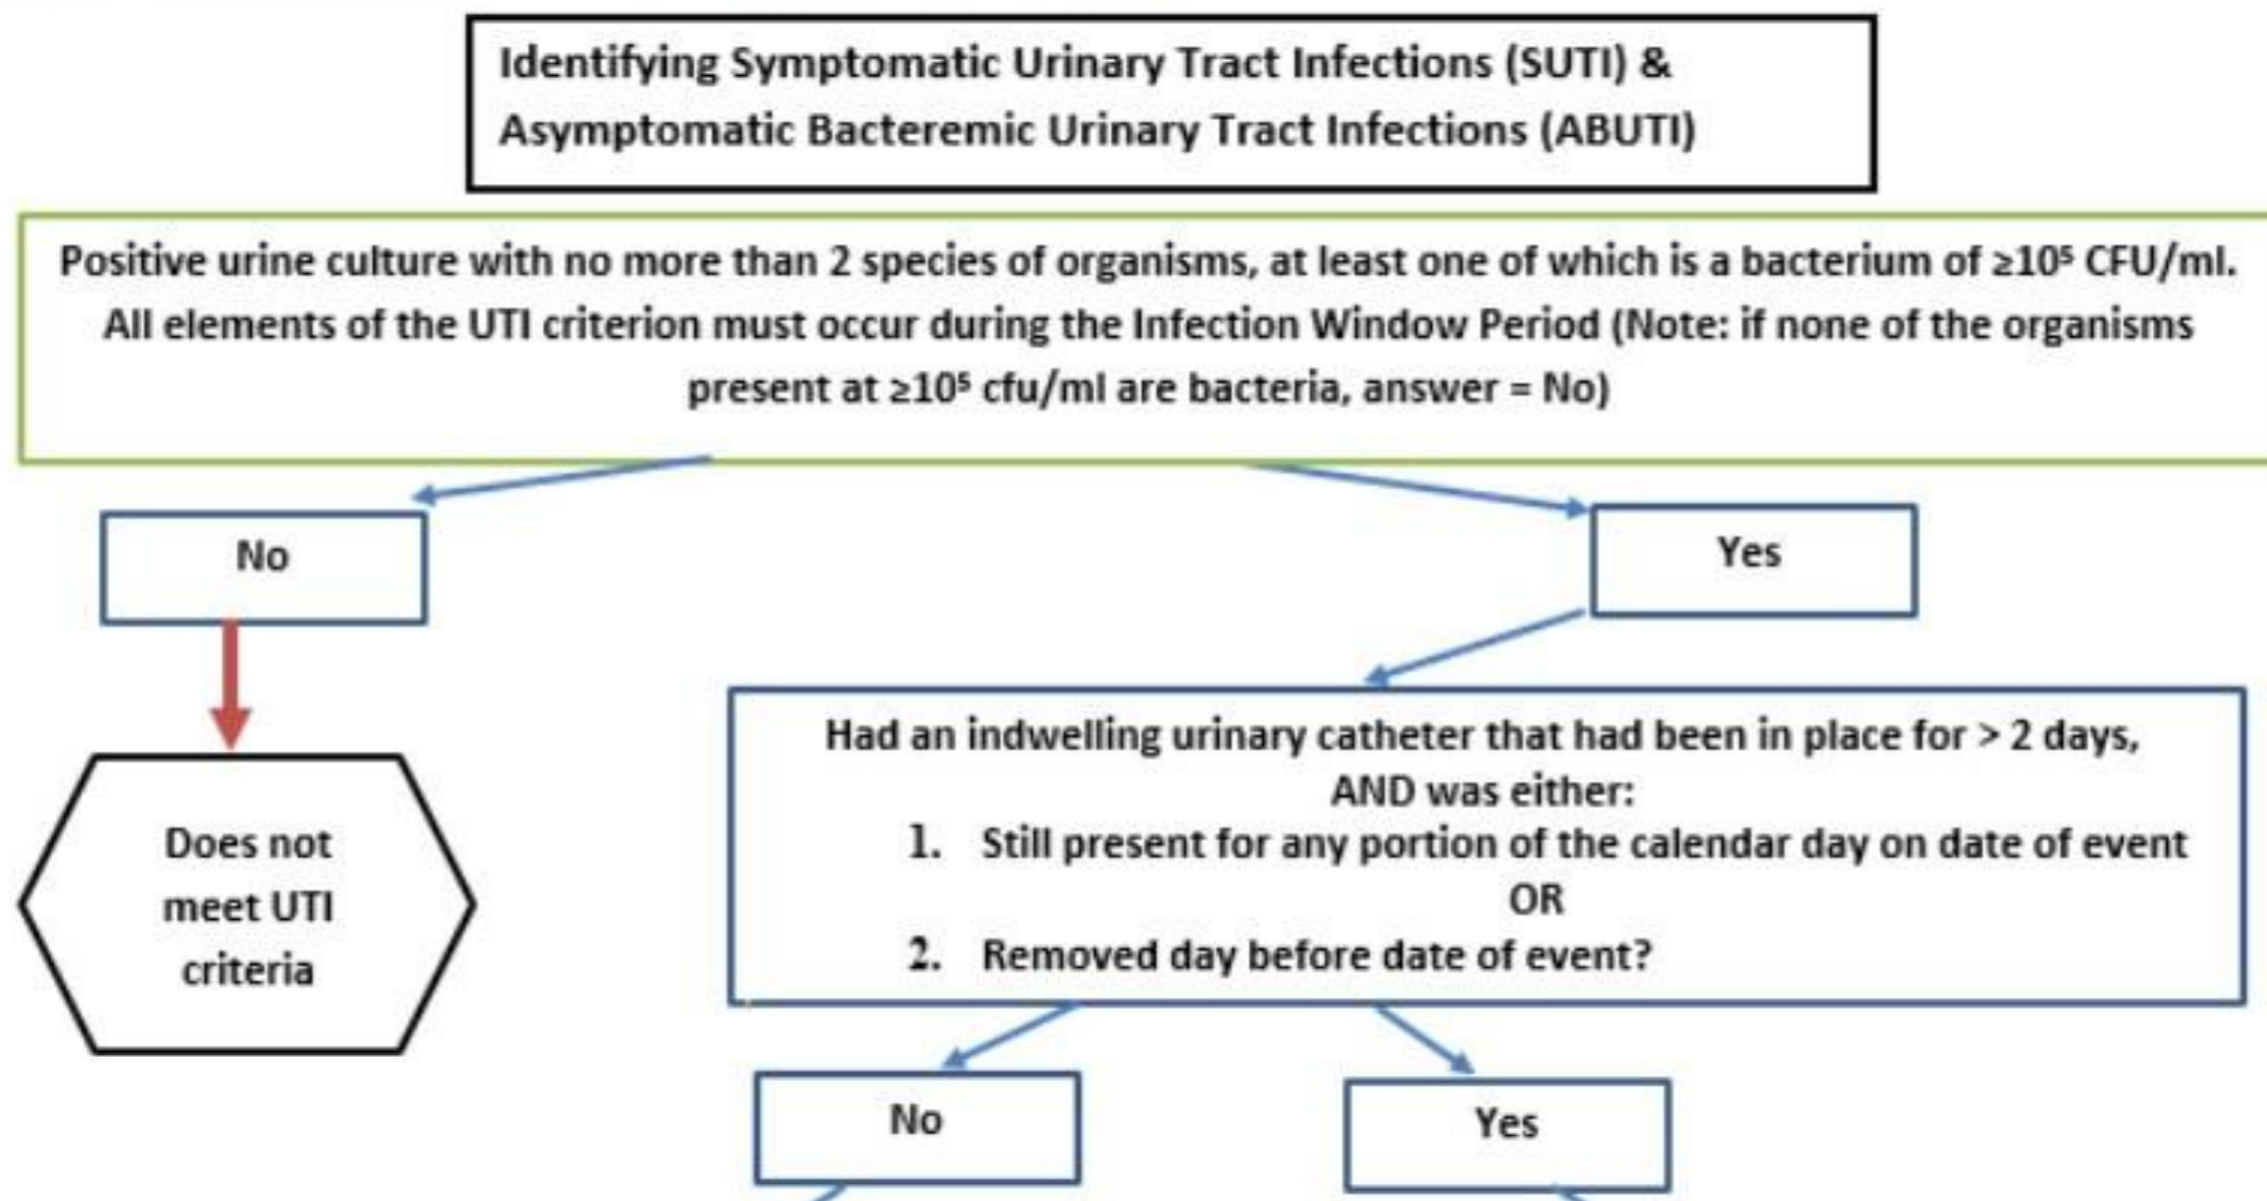 Identifying Symptomatic Urinary Tract Infections (SUTI) &
Asymptomatic Bacteremic Urinary Tract Infections (ABUTI)
Positive urine culture with no more than 2 species of organisms, at least one of which is a bacterium of ≥10⁵ CFU/ml.
All elements of the UTI criterion must occur during the Infection Window Period (Note: if none of the organisms
present at ≥10⁵ cfu/ml are bacteria, answer = No)
No
Yes
Does not
meet UTI
criteria
Had an indwelling urinary catheter that had been in place for > 2 days,
AND was either:
1. Still present for any portion of the calendar day on date of event
OR
2. Removed day before date of event?
No
Yes